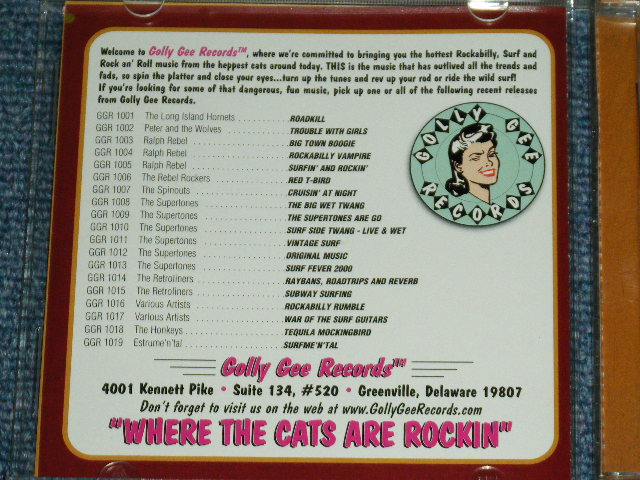 Welcome to Golly Gee Records™, where we're committed to bringing you the hottest Rockabilly, Surf and
Rock an' Roll music from the heppest cats around today. THIS is the music that has outlived all the trends and
fads, so spin the platter and close your eyes...turn up the tunes and rev up your rod or ride the wild surf!
If you're looking for some of that dangerous, fun music, pick up one or all of the following recent releases
from Golly Gee Records.
GGR 1001 The Long Island Hornets ROADKILL
GGR 1002 Peter and the Wolves TROUBLE WITH GIRLS
GGR 1003 Ralph Rebel BIG TOWN BOOGIE
GGR 1004 Ralph Rebel ROCKABILLY VAMPIRE
GGR 1005 Ralph Rebel SURFIN' AND ROCKIN'
GGR 1006 The Rebel Rockers RED T-BIRD
GGR 1007 The Spinouts CRUISIN' AT NIGHT
GGR 1008 The Supertones THE BIG WET TWANG
GGR 1009 The Supertones THE SUPERTONES ARE GO
GGR 1010 The Supertones SURF SIDE TWANG - LIVE & WET
GGR 1011 The Supertones VINTAGE SURF
GGR 1012 The Supertones ORIGINAL MUSIC
GGR 1013 The Supertones SURF FEVER 2000
GGR 1014 The Retroliners RAYBANS, ROADTRIPS AND REVERB
GGR 1015 The Retroliners SUBWAY SURFING
GGR 1016 Various Artists ROCKABILLY RUMBLE
GGR 1017 Various Artists WAR OF THE SURF GUITARS
GGR 1018 The Honkeys TEQUILA MOCKINGBIRD
GGR 1019 Estrume'n'tal SURFME'N'TAL
GOLLY GEE
RECORDS
Golly Gee Records™
4001 Kennett Pike • Suite 134, #520 • Greenville, Delaware 19807
Don't forget to visit us on the web at www.GollyGeeRecords.com
"WHERE THE CATS ARE ROCKIN"